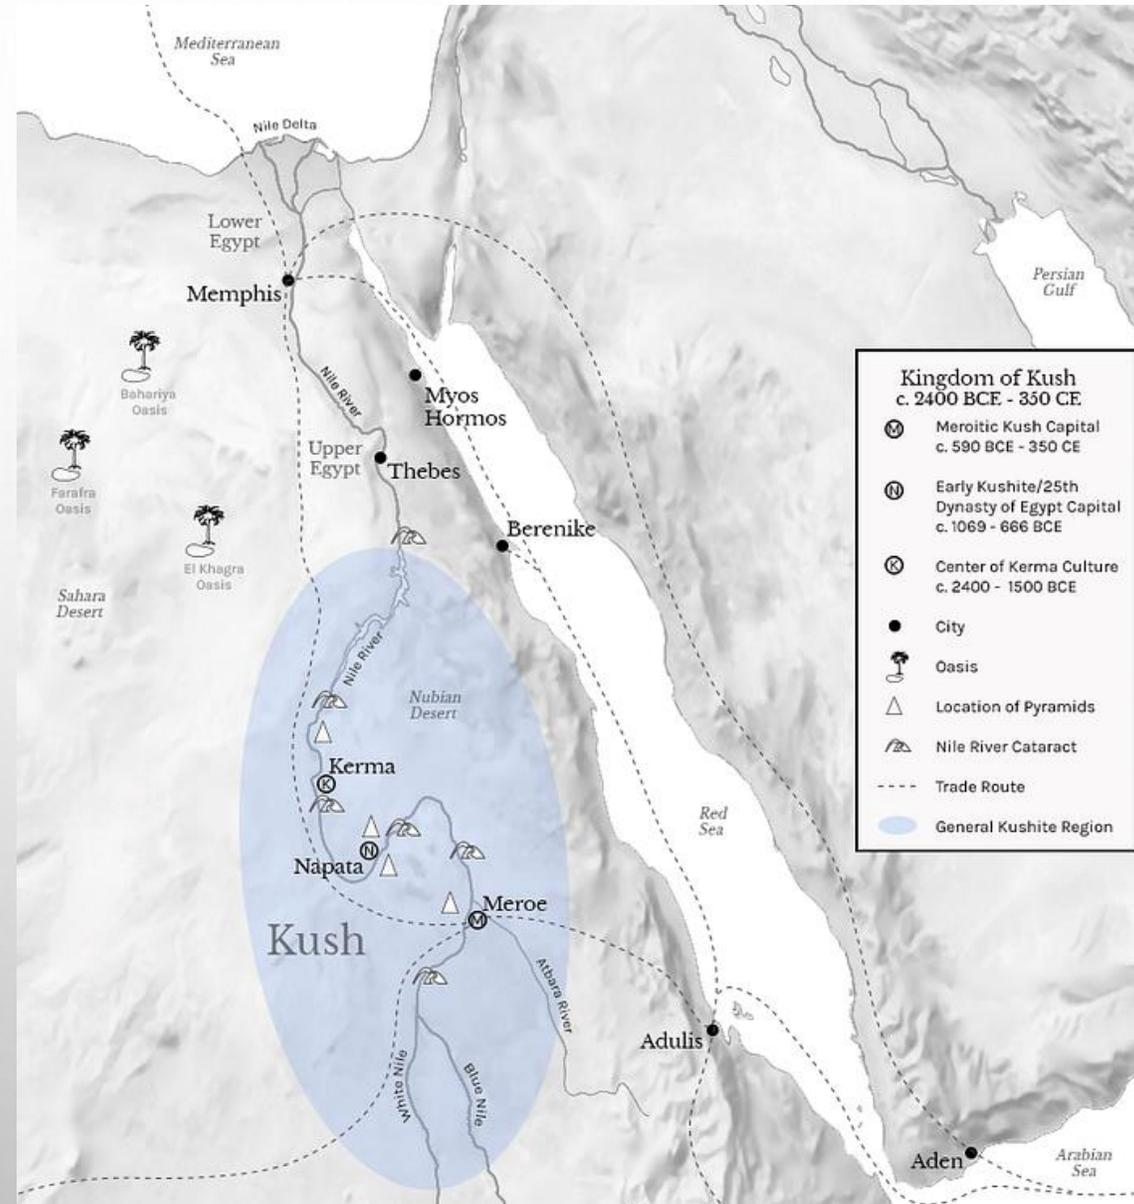 Mediterranean
Sea
Nile Delta
Lower
Egypt
Memphis
Persian
Gulf
Bahariya
Oasis
Nile River
Myos
Hormos
Upper
Egypt
Thebes
Farafra
Oasis
El Khagra
Oasis
Berenike
Sahara
Desert
Nile River
Nubian
Desert
Kerma
K
Napata
N
Meroe
M
Kush
Red
Sea
Atbara River
White Nile
Blue Nile
Adulis
Aden
Arabian
Sea
Kingdom of Kush
c. 2400 BCE - 350 CE
M
Meroitic Kush Capital
c. 590 BCE - 350 CE
N
Early Kushite/25th
Dynasty of Egypt Capital
c. 1069 - 666 BCE
K
Center of Kerma Culture
c. 2400 - 1500 BCE
City
Oasis
Location of Pyramids
Nile River Cataract
Trade Route
General Kushite Region